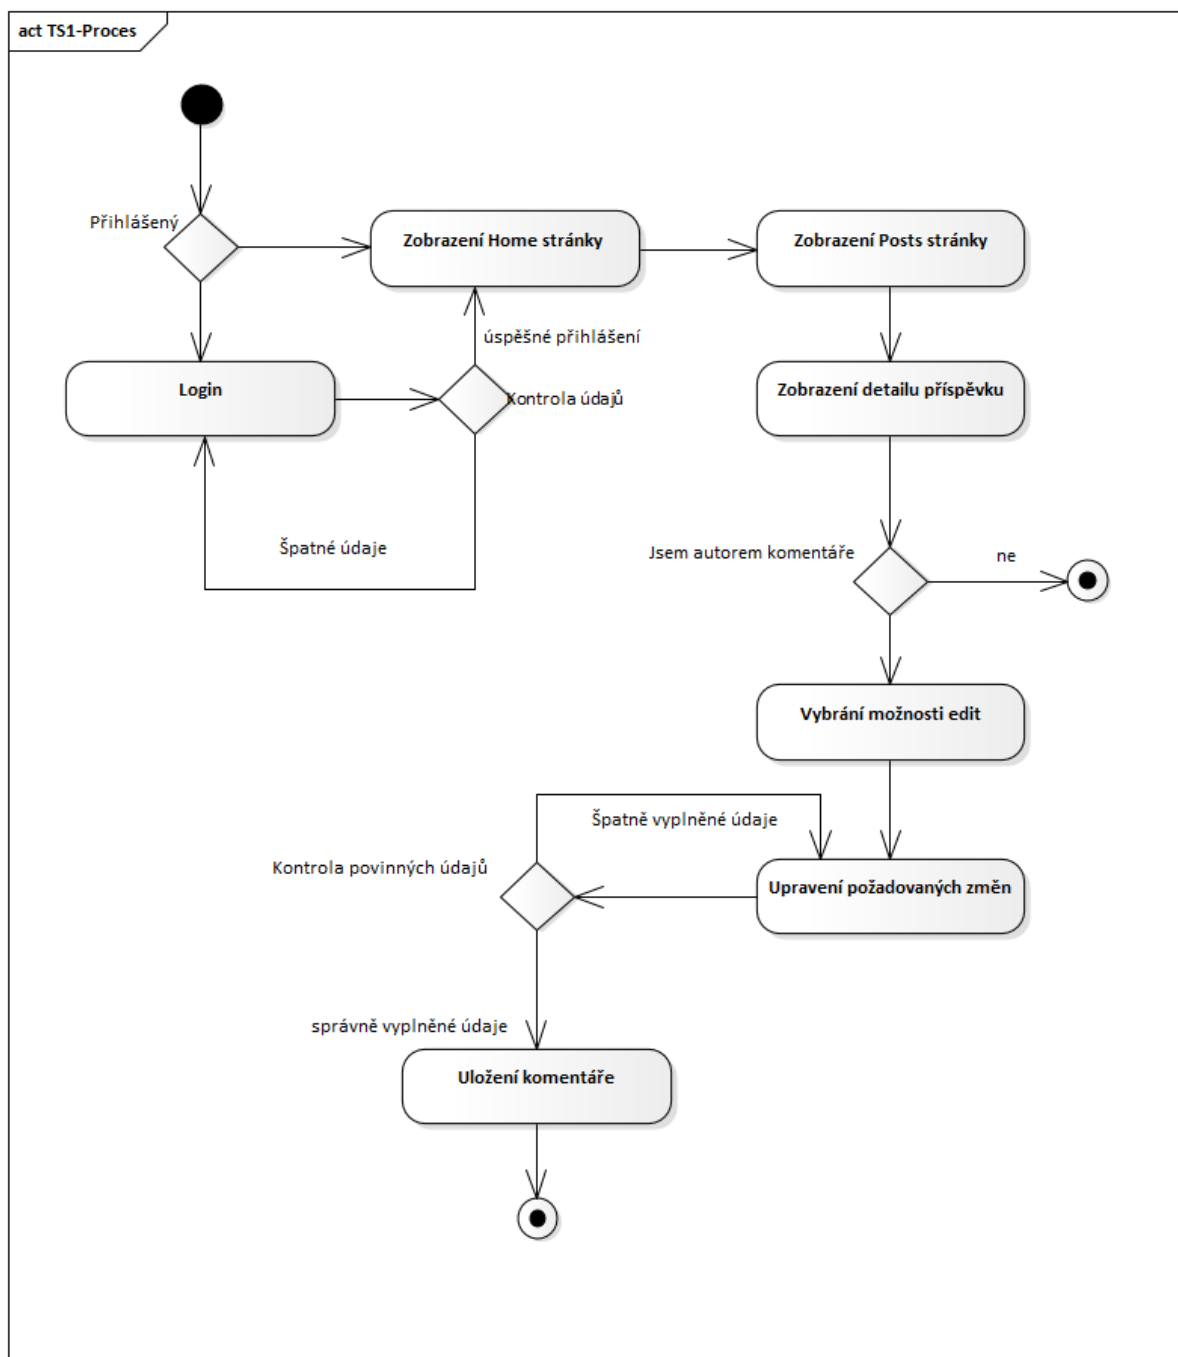 act TS1-Proces
Přihlášený
Zobrazení Home stránky
Zobrazení Posts stránky
úspěšné přihlášení
Login
Kontrola údajů
Zobrazení detailu příspěvku
Špatné údaje
Jsem autorem komentáře
ne
Vybrání možnosti edit
Špatně vyplněné údaje
Kontrola povinných údajů
Upravení požadovaných změn
správně vyplněné údaje
Uložení komentáře